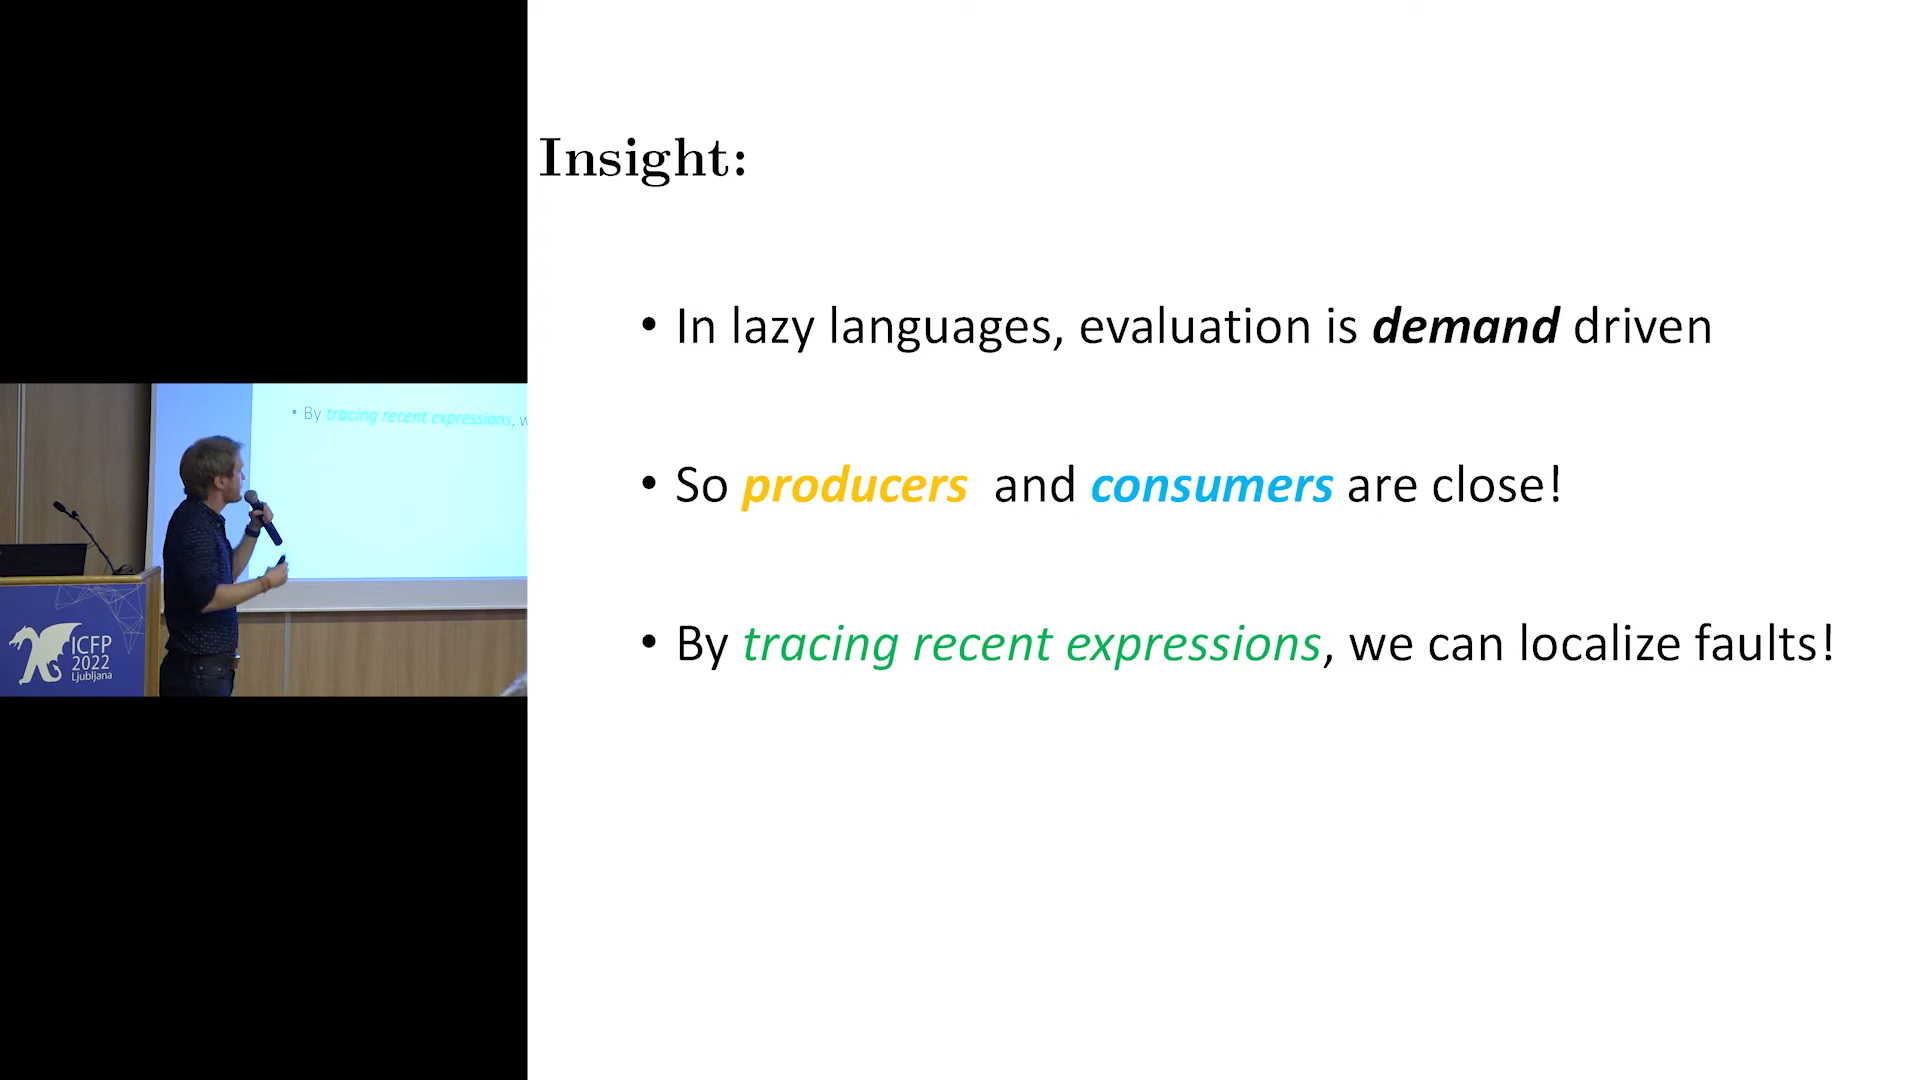 Insight:
• In lazy languages, evaluation is demand driven
• So producers and consumers are close!
• By tracing recent expressions, we can localize faults!
• By tracing recent expressions, w
ICFP
2022
Ljubljana